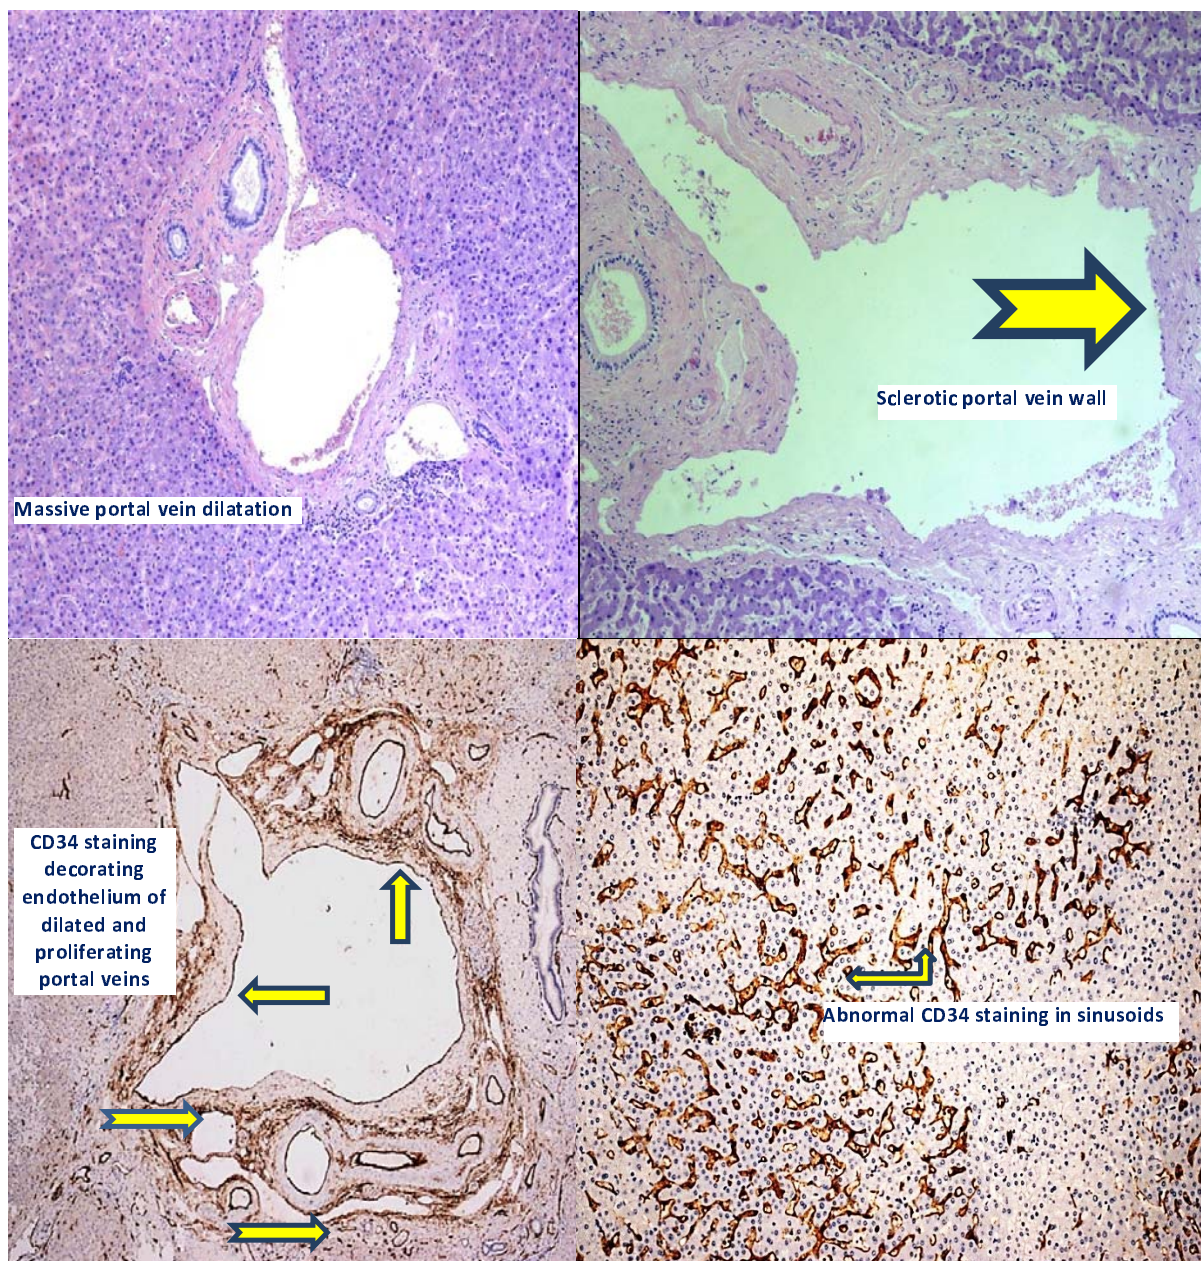 Massive portal vein dilatation
Sclerotic portal vein wall
CD34 staining
decorating
endothelium of
dilated and
proliferating
portal veins
Abnormal CD34 staining in sinusoids